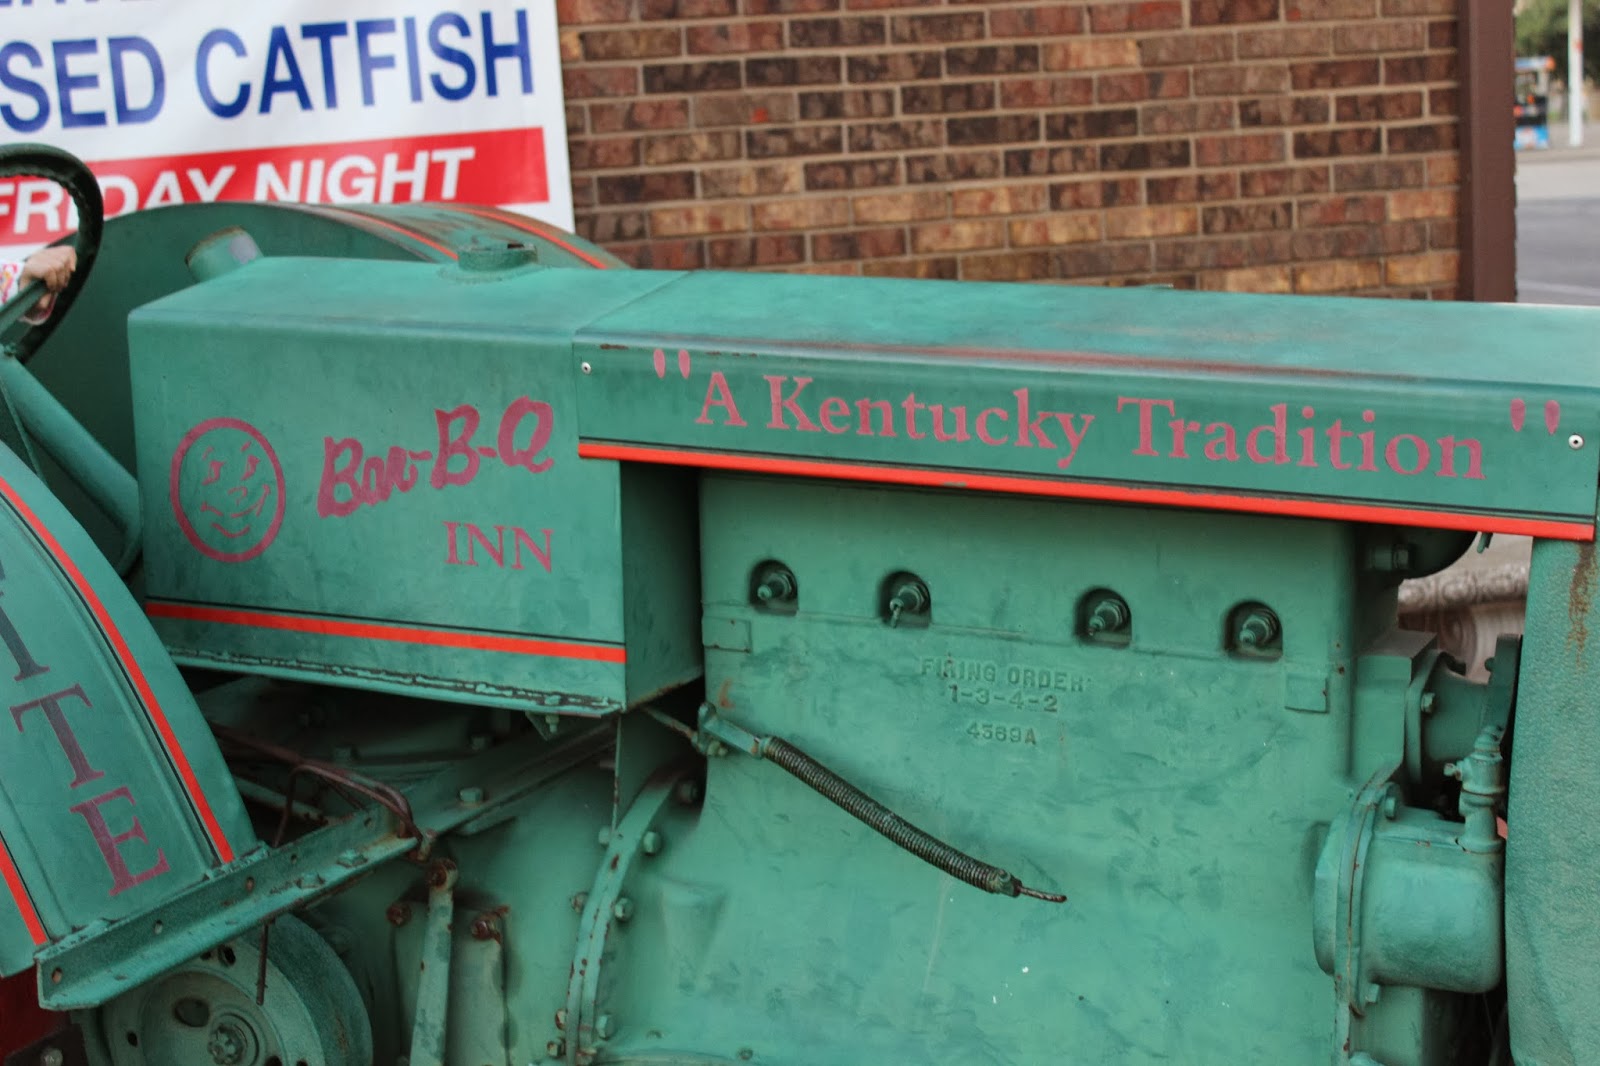 SED CATFISH
FRIDAY NIGHT
"A Kentucky Tradition"
Bar-B-Q
INN
FIRING ORDER
1-3-4-2
4389A
ITE